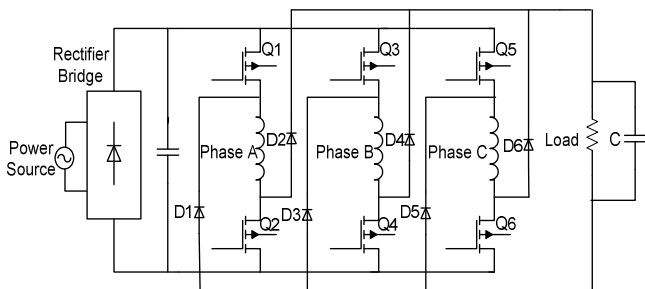 Rectifier
Bridge
Power
Source
Q1
Q3
Q5
Phase A
D2
Phase B
D4
Phase C
D6
Load
C
D1
Q2
D3
Q4
D5
Q6